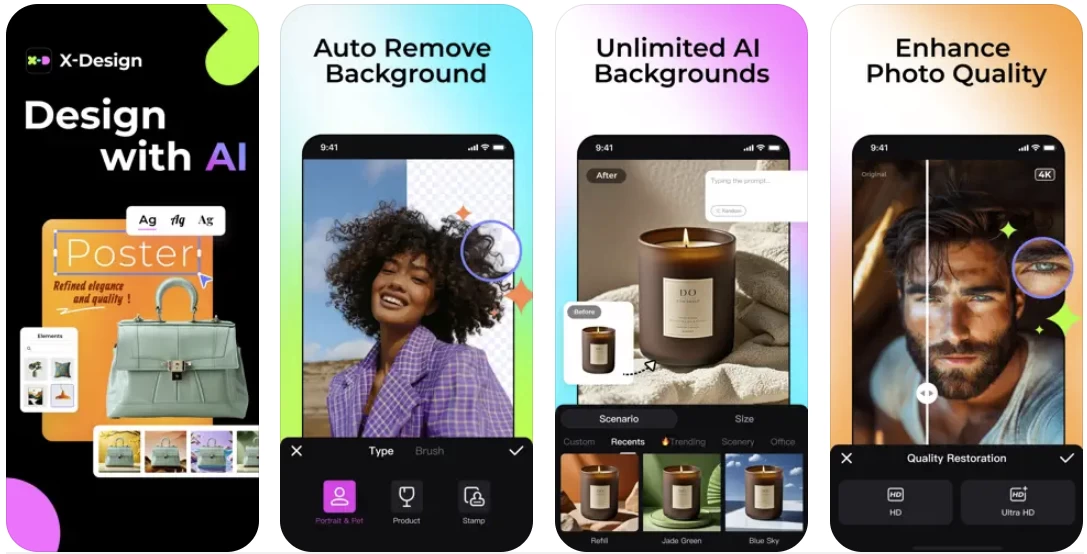 X-Design
Design
with AI
Ag Ag Ag
Poster
Refined elegance
and quality !
Elements
Auto Remove
Background
9:41
Type Brush
Portrait & Pet Product Stamp
Unlimited AI
Backgrounds
9:41
After
Typing the prompt...
Random
DO
Before
Scenario Size
Custom Recents 🔥Trending Scenery Office
Refill Jade Green Blue Sky
Enhance
Photo Quality
9:41
Original 4K
Quality Restoration
HD HD
HD Ultra HD